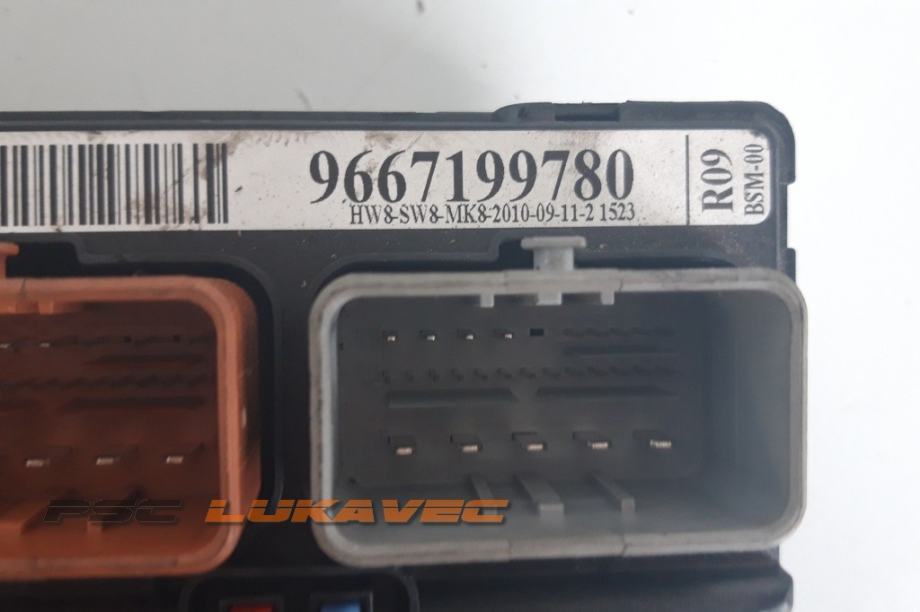 9667199780
HW8-SW8-MK8-2010-09-11-2 1523
R09
BSM-00
PSC LUKAVEC